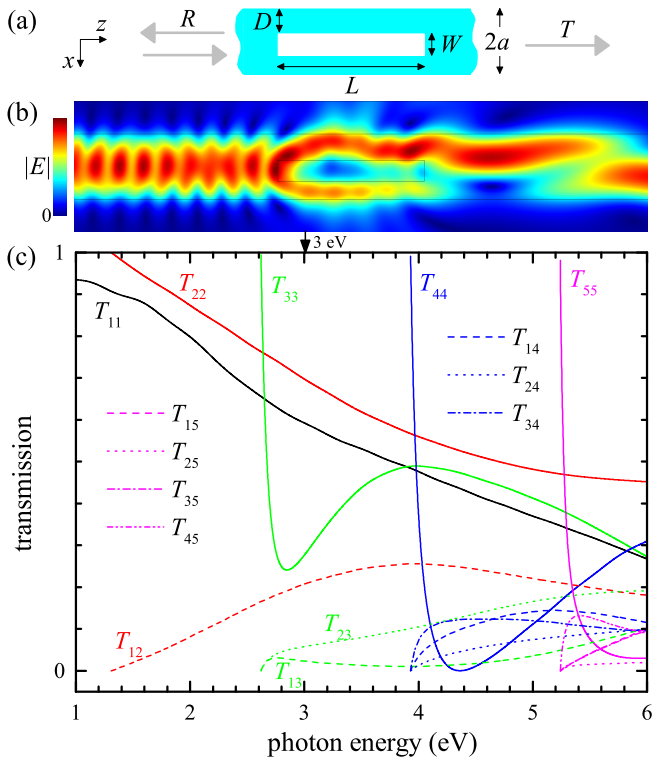 (a)
z
x
R
D
W
2a
T
L
(b)
|E|
0
3 eV
(c)
1
T22
T33
T44
T55
T11
T14
T24
T34
T15
T25
T35
T45
transmission
T12
T23
T13
0
1 2 3 4 5 6
photon energy (eV)